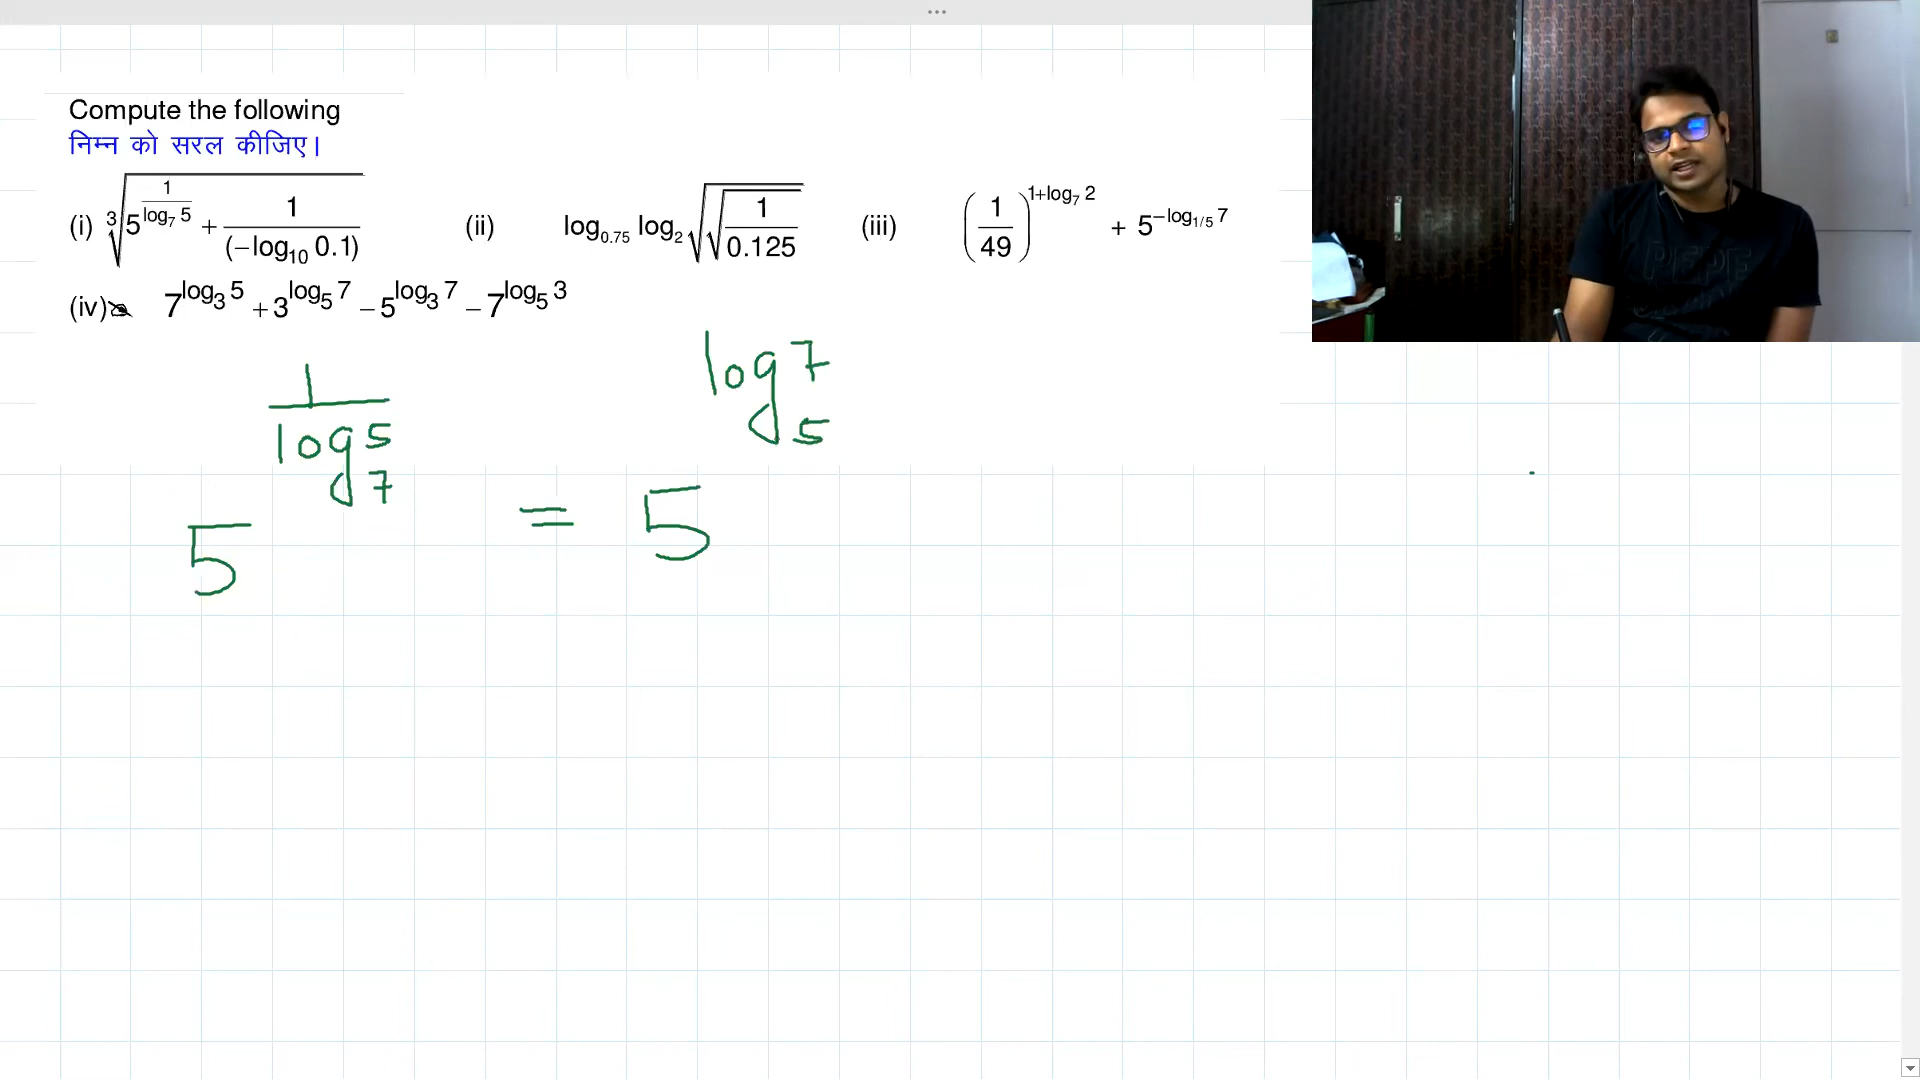 Compute the following
निम्न को सरल कीजिए।
(i) ∛(5^(1/log₇ 5) + 1/(−log₁₀ 0.1)) (ii) log₀.₇₅ log₂ √√(1/0.125) (iii) (1/49)^(1+log₇ 2) + 5^(−log₁/₅ 7)
(iv) 7^(log₃ 5) + 3^(log₅ 7) − 5^(log₃ 7) − 7^(log₅ 3)
5^(1/log₇ 5) = 5^(log₅ 7)